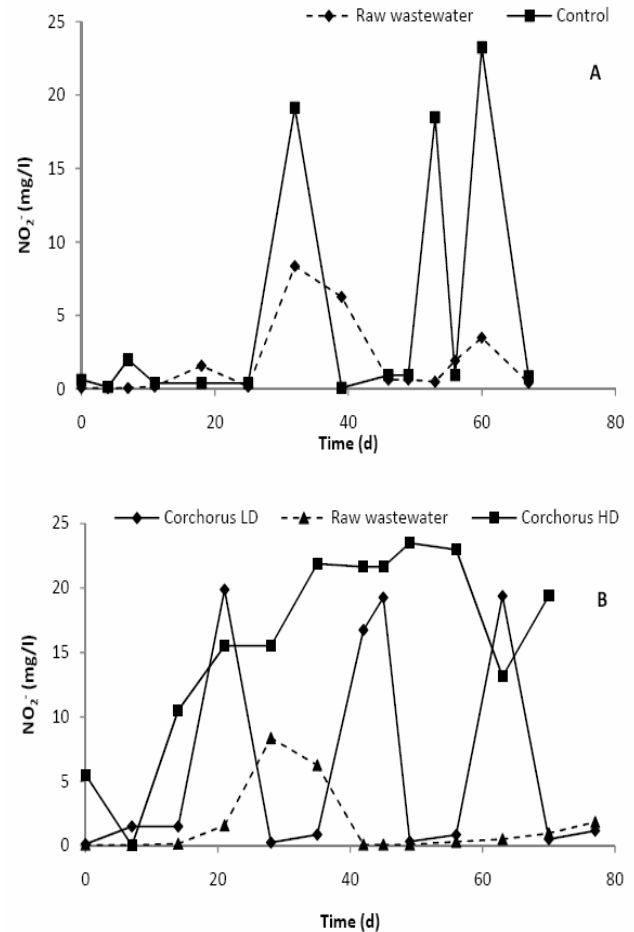 Raw wastewater Control
A
NO₂⁻ (mg/l)
25
20
15
10
5
0
0 20 40 60 80
Time (d)
Corchorus LD Raw wastewater Corchorus HD
B
NO₂⁻ (mg/l)
25
20
15
10
5
0
0 20 40 60 80
Time (d)